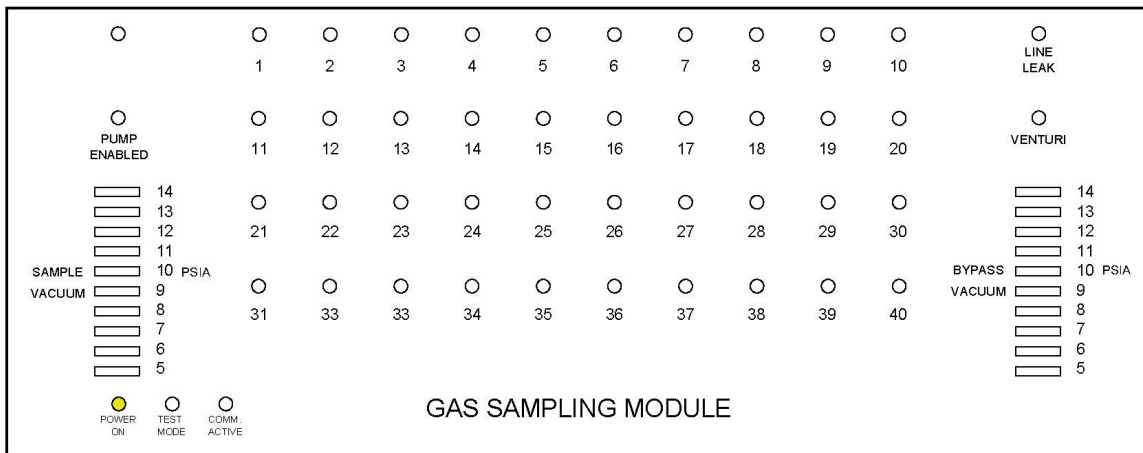 1 2 3 4 5 6 7 8 9 10
LINE
LEAK
PUMP
ENABLED
11 12 13 14 15 16 17 18 19 20
VENTURI
14
13
12
11
SAMPLE 10 PSIA
VACUUM 9
8
7
6
5
21 22 23 24 25 26 27 28 29 30
31 33 33 34 35 36 37 38 39 40
14
13
12
11
BYPASS 10 PSIA
VACUUM 9
8
7
6
5
POWER
ON
TEST
MODE
COMM.
ACTIVE
GAS SAMPLING MODULE